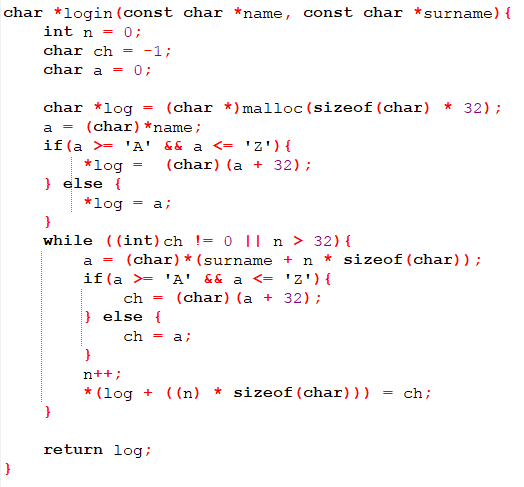 char *login(const char *name, const char *surname){
    int n = 0;
    char ch = -1;
    char a = 0;

    char *log = (char *)malloc(sizeof(char) * 32);
    a = (char)*name;
    if(a >= 'A' && a <= 'Z'){
        *log =  (char)(a + 32);
    } else {
        *log = a;
    }
    while ((int)ch != 0 || n > 32){
        a = (char)*(surname + n * sizeof(char));
        if(a >= 'A' && a <= 'Z'){
            ch = (char)(a + 32);
        } else {
            ch = a;
        }
        n++;
        *(log + ((n) * sizeof(char))) = ch;
    }

    return log;
}